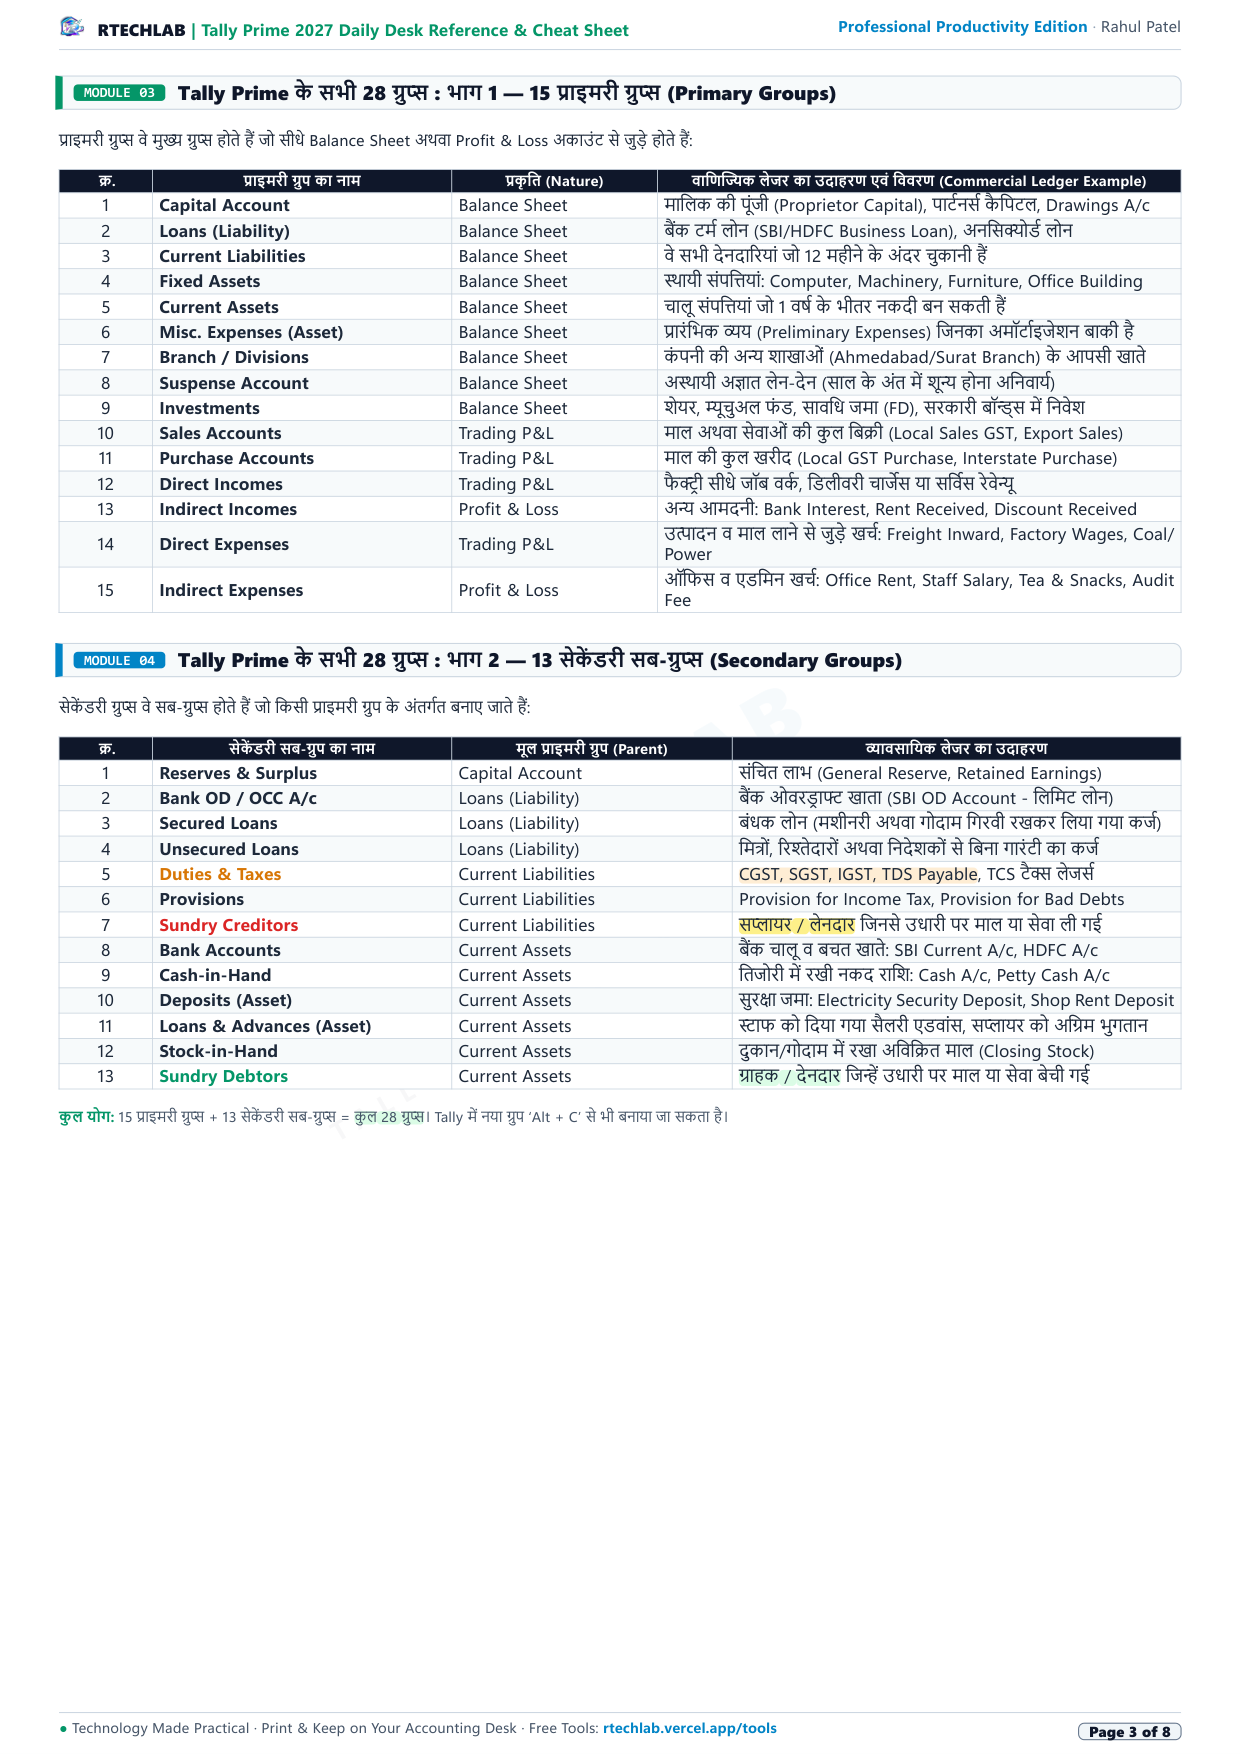 RTECHLAB | Tally Prime 2027 Daily Desk Reference & Cheat Sheet
Professional Productivity Edition · Rahul Patel
MODULE 03 Tally Prime के सभी 28 ग्रुप्स : भाग 1 — 15 प्राइमरी ग्रुप्स (Primary Groups)
प्राइमरी ग्रुप्स वे मुख्य ग्रुप्स होते हैं जो सीधे Balance Sheet अथवा Profit & Loss अकाउंट से जुड़े होते हैं:
क्र. प्राइमरी ग्रुप का नाम प्रकृति (Nature) वाणिज्यिक लेजर का उदाहरण एवं विवरण (Commercial Ledger Example)
1 Capital Account Balance Sheet मालिक की पूंजी (Proprietor Capital), पार्टनर्स कैपिटल, Drawings A/c
2 Loans (Liability) Balance Sheet बैंक टर्म लोन (SBI/HDFC Business Loan), अनसिक्योर्ड लोन
3 Current Liabilities Balance Sheet वे सभी देनदारियां जो 12 महीने के अंदर चुकानी हैं
4 Fixed Assets Balance Sheet स्थायी संपत्तियां: Computer, Machinery, Furniture, Office Building
5 Current Assets Balance Sheet चालू संपत्तियां जो 1 वर्ष के भीतर नकदी बन सकती हैं
6 Misc. Expenses (Asset) Balance Sheet प्रारंभिक व्यय (Preliminary Expenses) जिनका अमॉर्टाइजेशन बाकी है
7 Branch / Divisions Balance Sheet कंपनी की अन्य शाखाओं (Ahmedabad/Surat Branch) के आपसी खाते
8 Suspense Account Balance Sheet अस्थायी अज्ञात लेन-देन (साल के अंत में शून्य होना अनिवार्य)
9 Investments Balance Sheet शेयर, म्यूचुअल फंड, सावधि जमा (FD), सरकारी बॉन्ड्स में निवेश
10 Sales Accounts Trading P&L माल अथवा सेवाओं की कुल बिक्री (Local Sales GST, Export Sales)
11 Purchase Accounts Trading P&L माल की कुल खरीद (Local GST Purchase, Interstate Purchase)
12 Direct Incomes Trading P&L फैक्ट्री सीधे जॉब वर्क, डिलीवरी चार्जेस या सर्विस रेवेन्यू
13 Indirect Incomes Profit & Loss अन्य आमदनी: Bank Interest, Rent Received, Discount Received
14 Direct Expenses Trading P&L उत्पादन व माल लाने से जुड़े खर्च: Freight Inward, Factory Wages, Coal/
Power
15 Indirect Expenses Profit & Loss ऑफिस व एडमिन खर्च: Office Rent, Staff Salary, Tea & Snacks, Audit
Fee
MODULE 04 Tally Prime के सभी 28 ग्रुप्स : भाग 2 — 13 सेकेंडरी सब-ग्रुप्स (Secondary Groups)
सेकेंडरी ग्रुप्स वे सब-ग्रुप्स होते हैं जो किसी प्राइमरी ग्रुप के अंतर्गत बनाए जाते हैं:
क्र. सेकेंडरी सब-ग्रुप का नाम मूल प्राइमरी ग्रुप (Parent) व्यावसायिक लेजर का उदाहरण
1 Reserves & Surplus Capital Account संचित लाभ (General Reserve, Retained Earnings)
2 Bank OD / OCC A/c Loans (Liability) बैंक ओवरड्राफ्ट खाता (SBI OD Account - लिमिट लोन)
3 Secured Loans Loans (Liability) बंधक लोन (मशीनरी अथवा गोदाम गिरवी रखकर लिया गया कर्ज)
4 Unsecured Loans Loans (Liability) मित्रों, रिश्तेदारों अथवा निदेशकों से बिना गारंटी का कर्ज
5 Duties & Taxes Current Liabilities CGST, SGST, IGST, TDS Payable, TCS टैक्स लेजर्स
6 Provisions Current Liabilities Provision for Income Tax, Provision for Bad Debts
7 Sundry Creditors Current Liabilities सप्लायर / लेनदार जिनसे उधारी पर माल या सेवा ली गई
8 Bank Accounts Current Assets बैंक चालू व बचत खाते: SBI Current A/c, HDFC A/c
9 Cash-in-Hand Current Assets तिजोरी में रखी नकद राशि: Cash A/c, Petty Cash A/c
10 Deposits (Asset) Current Assets सुरक्षा जमा: Electricity Security Deposit, Shop Rent Deposit
11 Loans & Advances (Asset) Current Assets स्टाफ को दिया गया सैलरी एडवांस, सप्लायर को अग्रिम भुगतान
12 Stock-in-Hand Current Assets दुकान/गोदाम में रखा अविक्रित माल (Closing Stock)
13 Sundry Debtors Current Assets ग्राहक / देनदार जिन्हें उधारी पर माल या सेवा बेची गई
कुल योग: 15 प्राइमरी ग्रुप्स + 13 सेकेंडरी सब-ग्रुप्स = कुल 28 ग्रुप्स। Tally में नया ग्रुप ‘Alt + C’ से भी बनाया जा सकता है।
● Technology Made Practical · Print & Keep on Your Accounting Desk · Free Tools: rtechlab.vercel.app/tools
Page 3 of 8